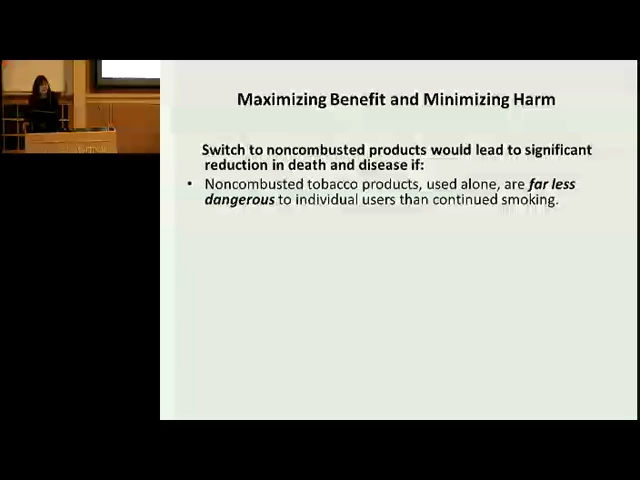 Maximizing Benefit and Minimizing Harm
Switch to noncombusted products would lead to significant
reduction in death and disease if:
• Noncombusted tobacco products, used alone, are far less
dangerous to individual users than continued smoking.